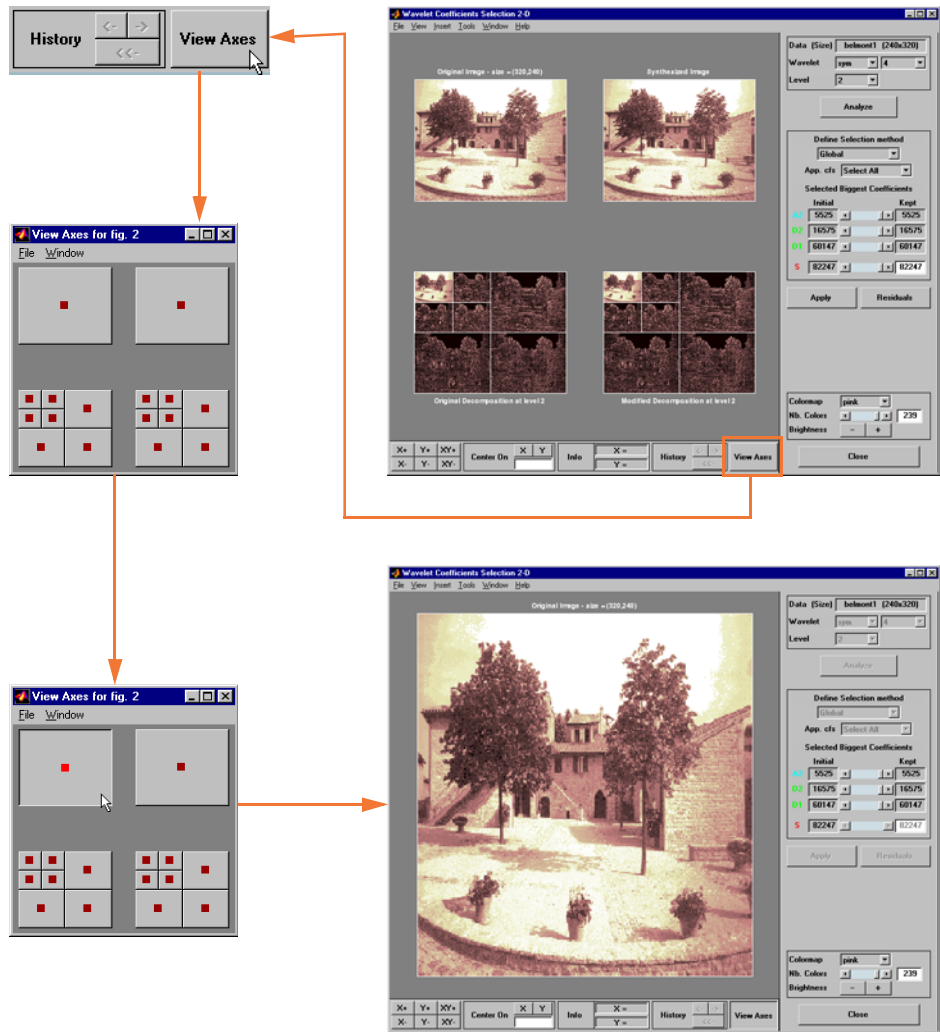 History
<- ->
<<-
View Axes
Wavelet Coefficients Selection 2-D
File View Insert Tools Window Help
Original Image - size = (320,240)
Synthesized Image
Original Decomposition at level 2
Modified Decomposition at level 2
Data (Size) belmont1 (240x320)
Wavelet sym 4
Level 2
Analyze
Define Selection method
Global
App. cfs Select All
Selected Biggest Coefficients
Initial Kept
A2 5525 5525
D2 16575 16575
D1 60147 60147
S 82247 82247
Apply Residuals
Colormap pink
Nb. Colors 239
Brightness - +
Close
X+ Y+ XY+
X- Y- XY-
Center On X Y
Info X =
Y =
History <- ->
<<-
View Axes
View Axes for fig. 2
File Window
View Axes for fig. 2
File Window
Wavelet Coefficients Selection 2-D
File View Insert Tools Window Help
Original Image - size = (320,240)
Data (Size) belmont1 (240x320)
Wavelet sym 4
Level 2
Analyze
Define Selection method
Global
App. cfs Select All
Selected Biggest Coefficients
Initial Kept
A2 5525 5525
D2 16575 16575
D1 60147 60147
S 82247 82247
Apply Residuals
Colormap pink
Nb. Colors 239
Brightness - +
Close
X+ Y+ XY+
X- Y- XY-
Center On X Y
Info X =
Y =
History <- ->
<<-
View Axes